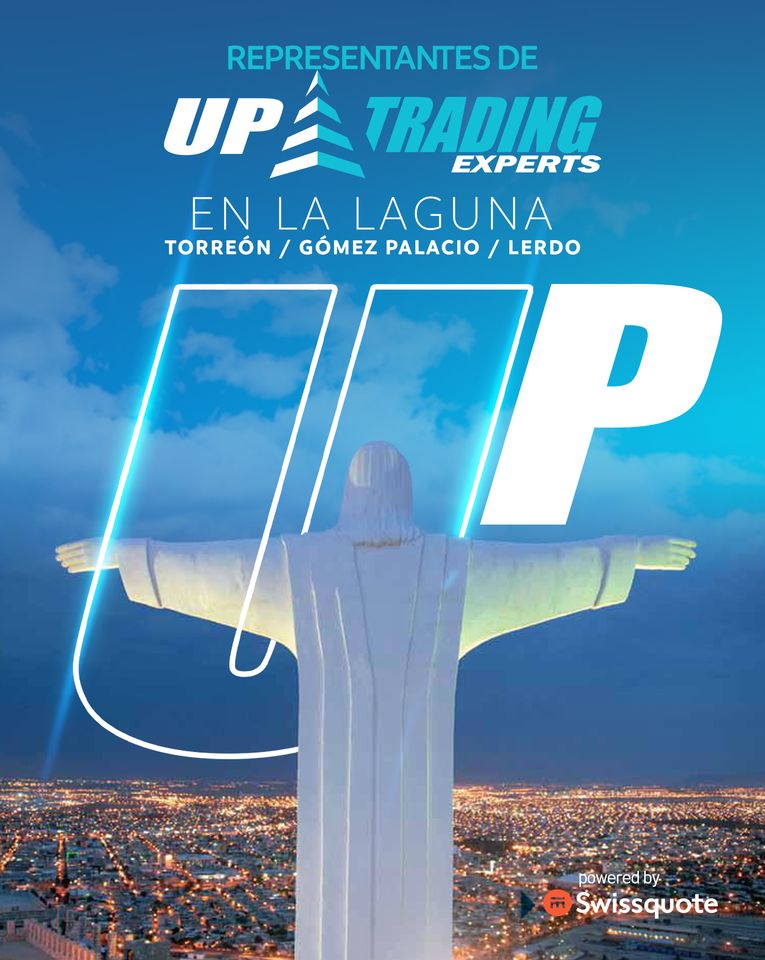 REPRESENTANTES DE
UP TRADING
EXPERTS
EN LA LAGUNA
TORREÓN / GÓMEZ PALACIO / LERDO
UP
powered by
Swissquote